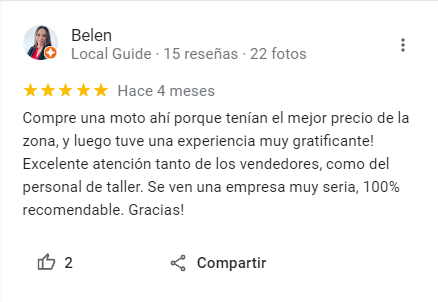 Belen
Local Guide · 15 reseñas · 22 fotos
Hace 4 meses
Compre una moto ahí porque tenían el mejor precio de la
zona, y luego tuve una experiencia muy gratificante!
Excelente atención tanto de los vendedores, como del
personal de taller. Se ven una empresa muy seria, 100%
recomendable. Gracias!
2 Compartir